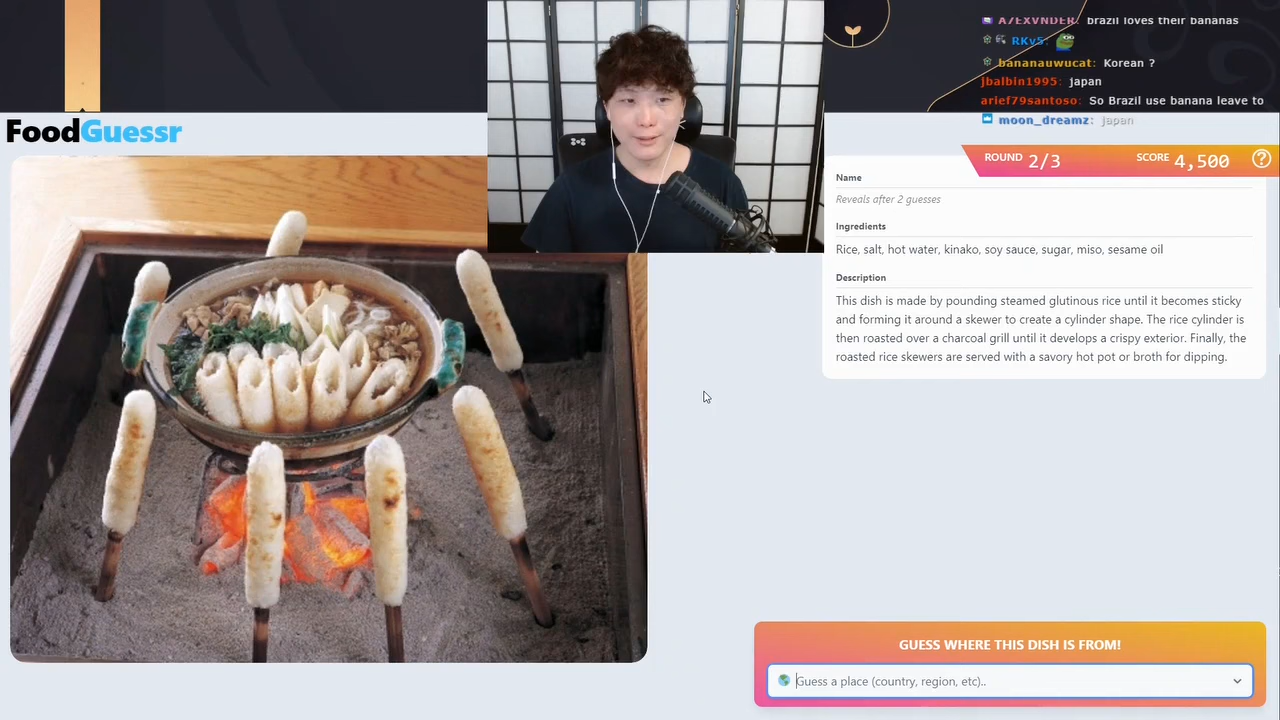 A7EXVNDER: brazil loves their bananas
RKv5:
bananauwucat: Korean ?
jbalbin1995: japan
arief79santoso: So Brazil use banana leave to
moon_dreamz: japan
FoodGuessr
ROUND 2/3
SCORE 4,500
Name
Reveals after 2 guesses
Ingredients
Rice, salt, hot water, kinako, soy sauce, sugar, miso, sesame oil
Description
This dish is made by pounding steamed glutinous rice until it becomes sticky
and forming it around a skewer to create a cylinder shape. The rice cylinder is
then roasted over a charcoal grill until it develops a crispy exterior. Finally, the
roasted rice skewers are served with a savory hot pot or broth for dipping.
GUESS WHERE THIS DISH IS FROM!
Guess a place (country, region, etc)..